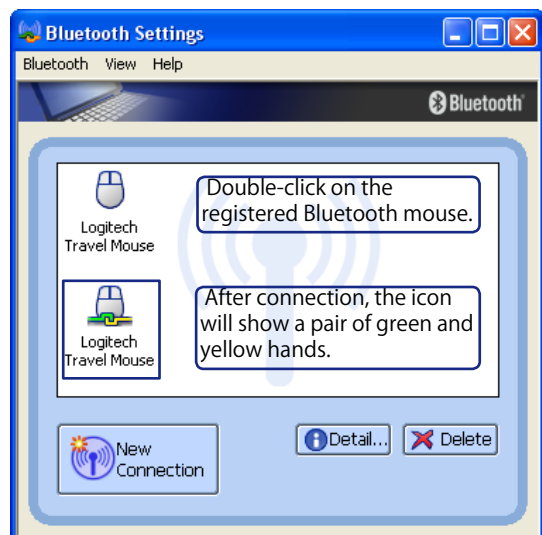 Bluetooth Settings
Bluetooth View Help
Bluetooth
Logitech
Travel Mouse
Double-click on the
registered Bluetooth mouse.
Logitech
Travel Mouse
After connection, the icon
will show a pair of green and
yellow hands.
New
Connection
Detail...
Delete